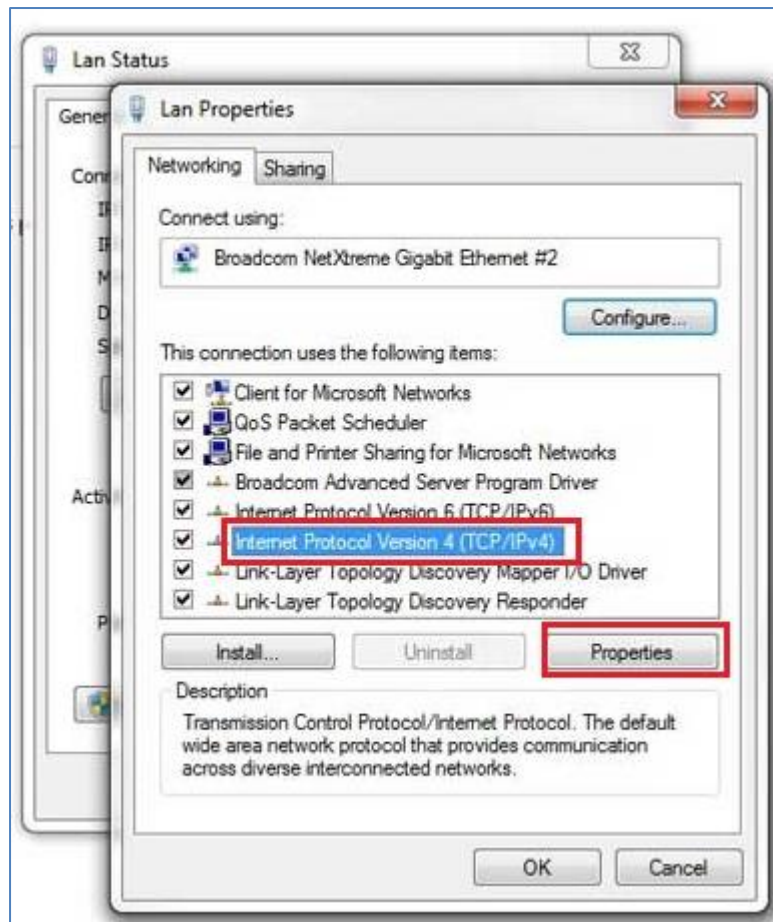 Lan Status
Lan Properties
Networking
Sharing
Connect using:
Broadcom NetXtreme Gigabit Ethernet #2
Configure...
This connection uses the following items:
Client for Microsoft Networks
QoS Packet Scheduler
File and Printer Sharing for Microsoft Networks
Broadcom Advanced Server Program Driver
Internet Protocol Version 6 (TCP/IPv6)
Internet Protocol Version 4 (TCP/IPv4)
Link-Layer Topology Discovery Mapper I/O Driver
Link-Layer Topology Discovery Responder
Install...
Uninstall
Properties
Description
Transmission Control Protocol/Internet Protocol. The default
wide area network protocol that provides communication
across diverse interconnected networks.
OK
Cancel